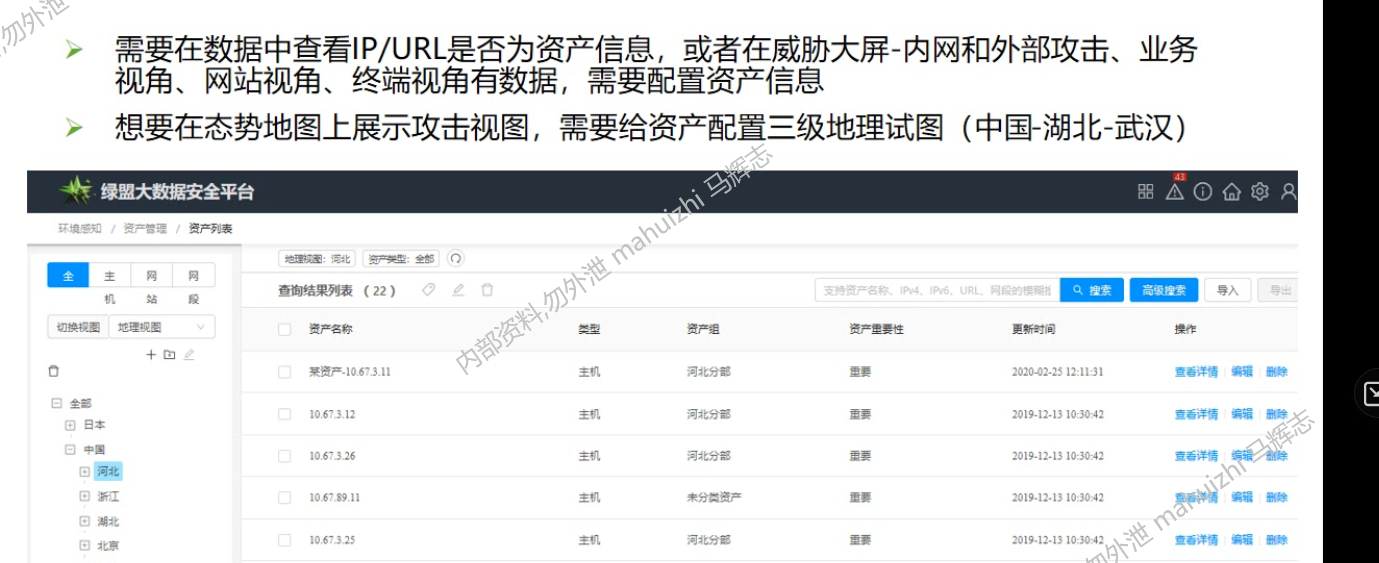 ,勿外泄
需要在数据中查看IP/URL是否为资产信息，或者在威胁大屏-内网和外部攻击、业务
视角、网站视角、终端视角有数据，需要配置资产信息
想要在态势地图上展示攻击视图，需要给资产配置三级地理试图（中国-湖北-武汉）
绿盟大数据安全平台
43
环境感知 / 资产管理 / 资产列表
地理视图: 河北 资产类型: 全部
全 主机 网站 网段
查询结果列表 （ 22 ）
支持资产名称、IPv4、IPv6、URL、网段的模糊搜
搜索 高级搜索 导入 导出
切换视图 地理视图
资产名称 类型 资产组 资产重要性 更新时间 操作
某资产-10.67.3.11 主机 河北分部 重要 2020-02-25 12:11:31 查看详情 编辑 删除
10.67.3.12 主机 河北分部 重要 2019-12-13 10:30:42 查看详情 编辑 删除
10.67.3.26 主机 河北分部 重要 2019-12-13 10:30:42 查看详情 编辑 删除
10.67.89.11 主机 未分类资产 重要 2019-12-13 10:30:42 查看详情 编辑 删除
10.67.3.25 主机 河北分部 重要 2019-12-13 10:30:42 查看详情 编辑 删除
全部
日本
中国
河北
浙江
湖北
北京
内部资料,勿外泄 mahuizhi 马辉志
勿外泄 mahuizhi 马辉志